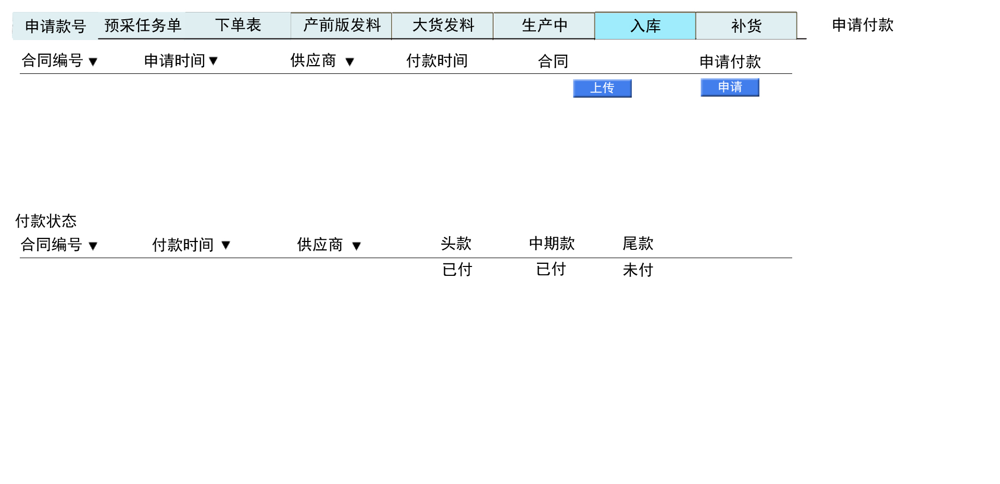 申请款号 预采任务单 下单表 产前版发料 大货发料 生产中 入库 补货 申请付款
合同编号 ▼ 申请时间 ▼ 供应商 ▼ 付款时间 合同 申请付款
上传 申请
付款状态
合同编号 ▼ 付款时间 ▼ 供应商 ▼ 头款 中期款 尾款
已付 已付 未付